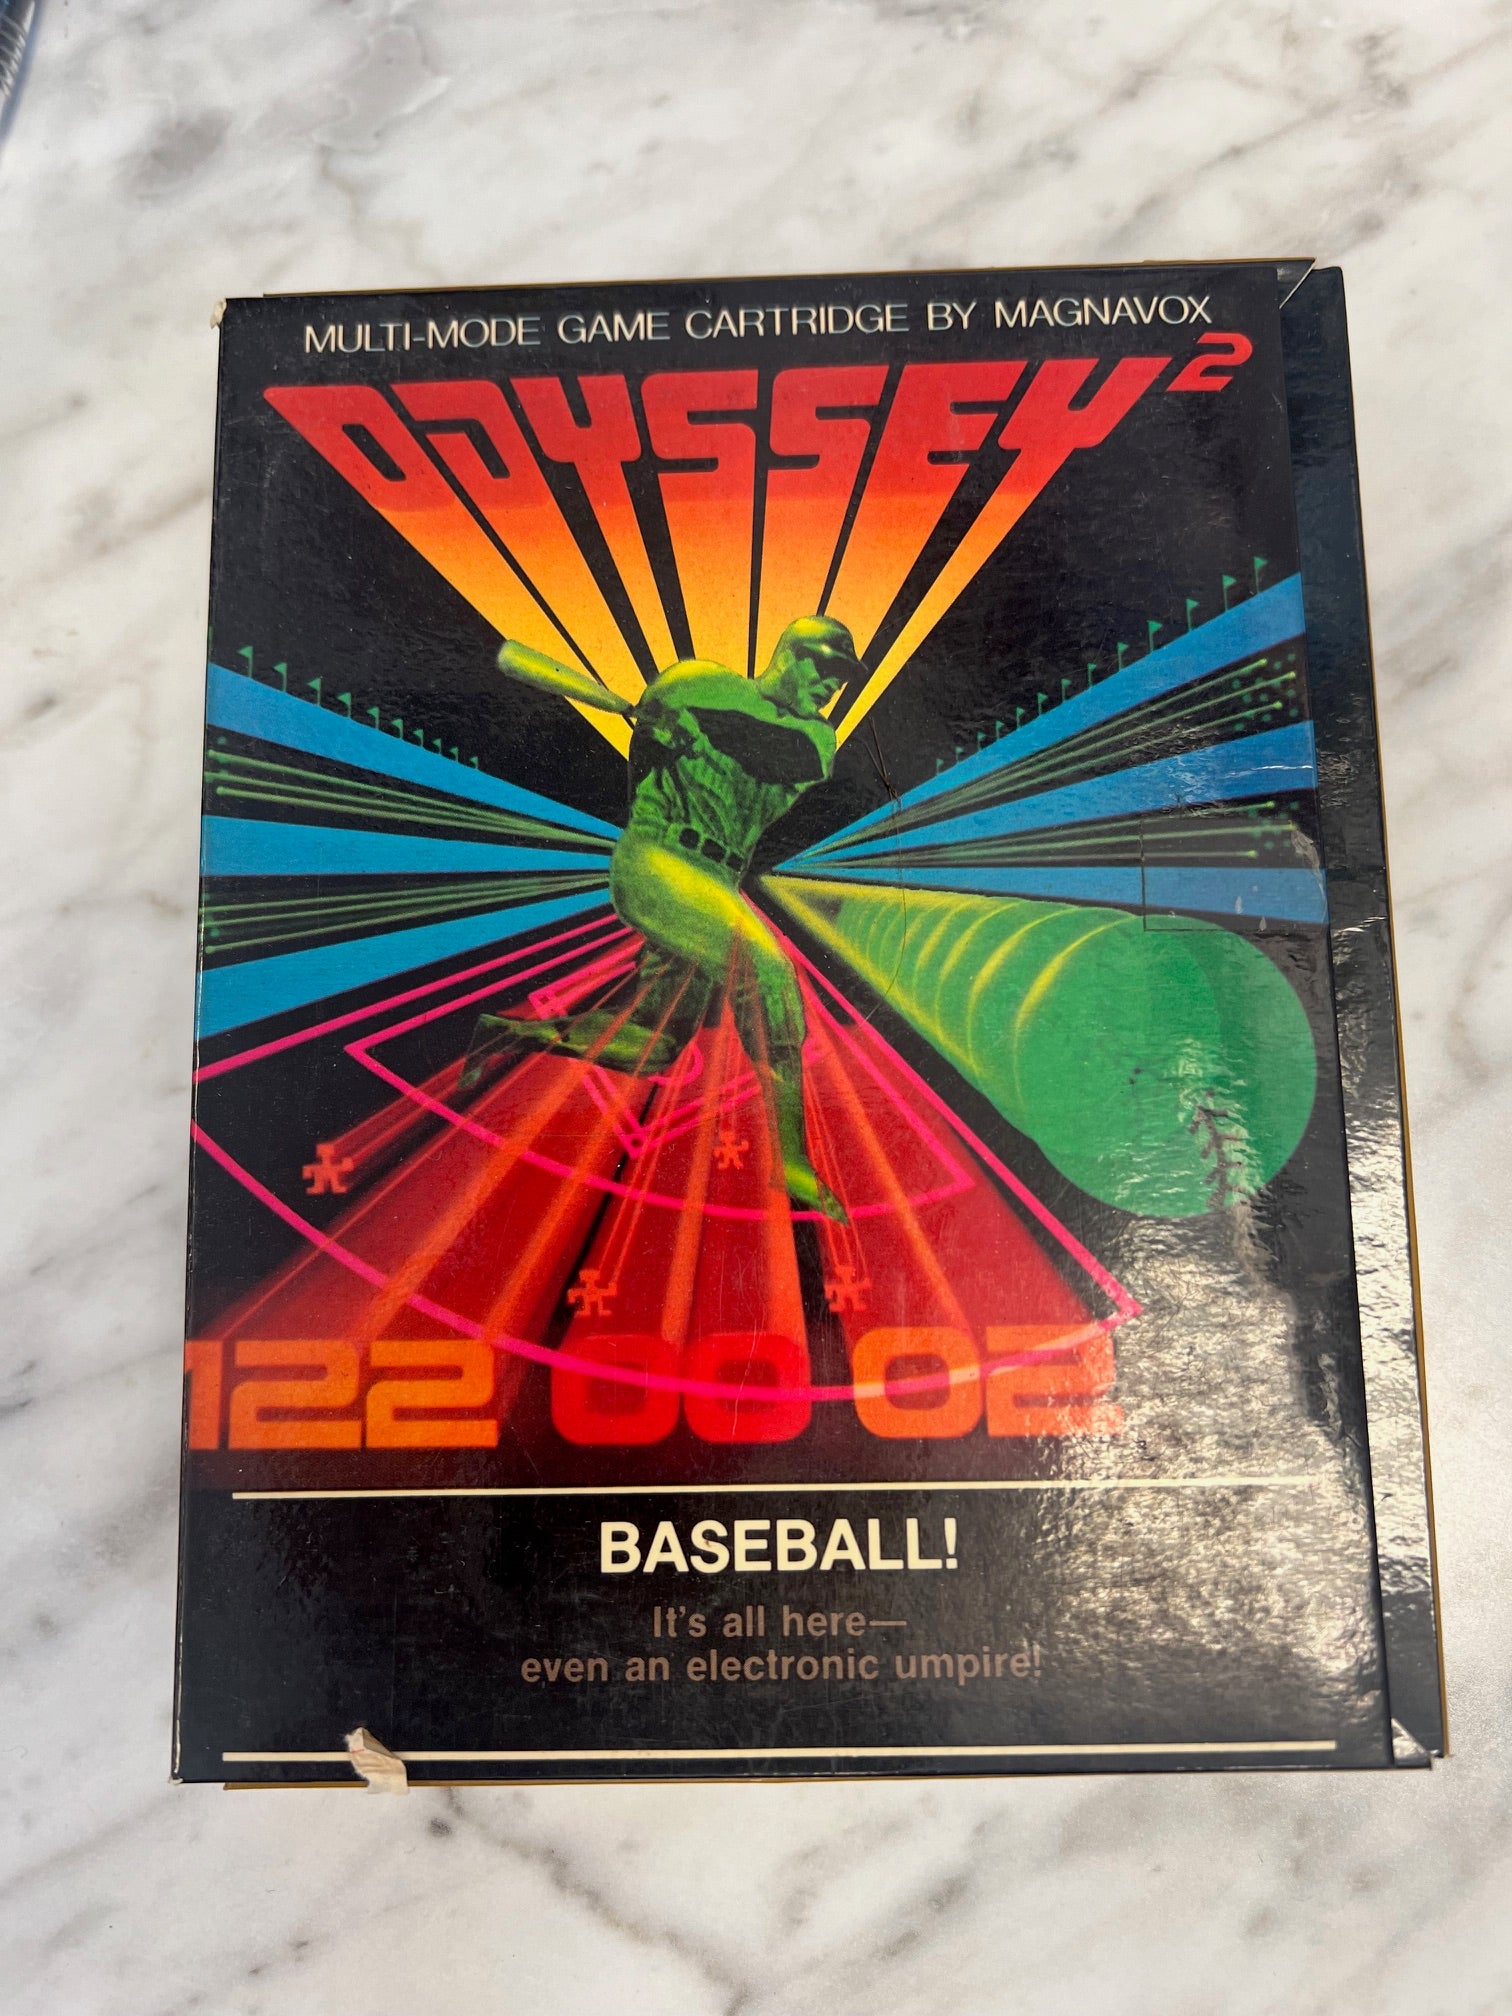 MULTI-MODE GAME CARTRIDGE BY MAGNAVOX
ODYSSEY²
122 00 02
BASEBALL!
It's all here—
even an electronic umpire!